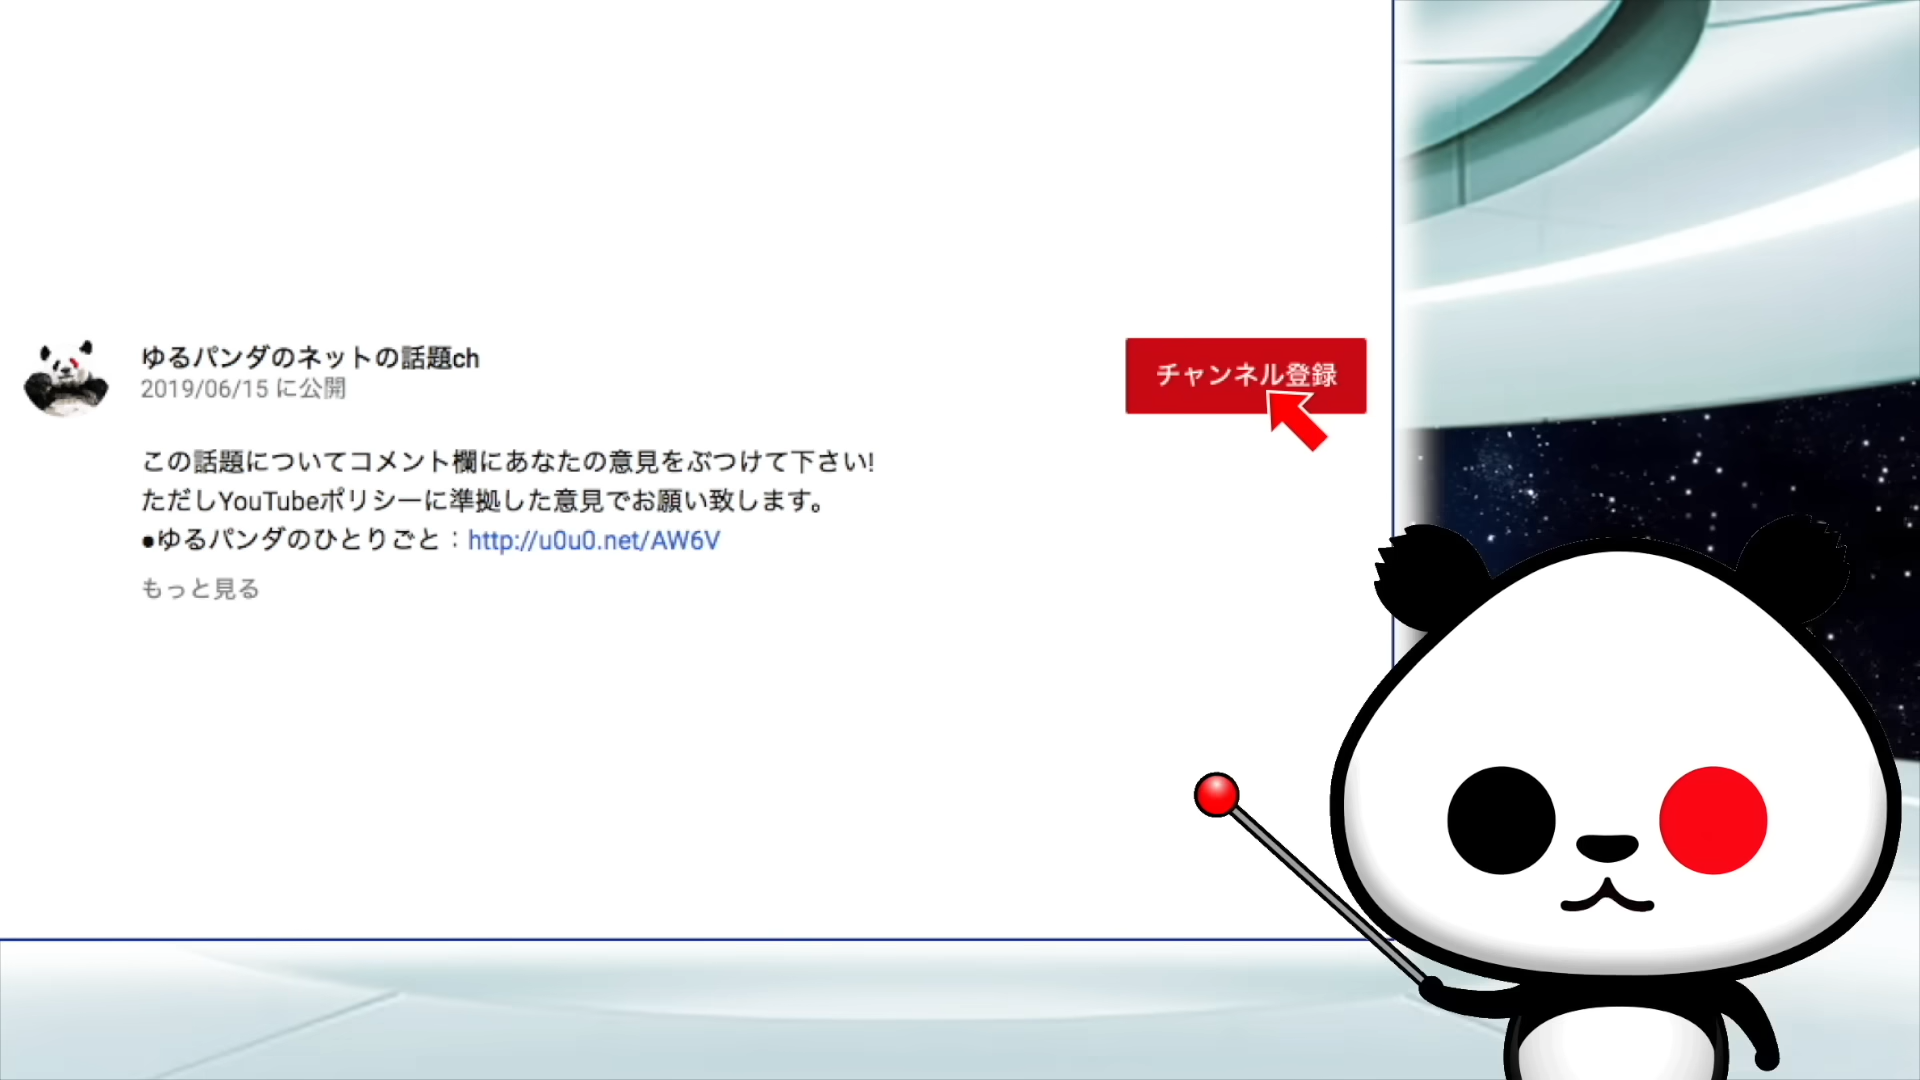 ゆるパンダのネットの話題ch
2019/06/15 に公開
チャンネル登録
この話題についてコメント欄にあなたの意見をぶつけて下さい!
ただしYouTubeポリシーに準拠した意見でお願い致します。
●ゆるパンダのひとりごと：http://u0u0.net/AW6V
もっと見る